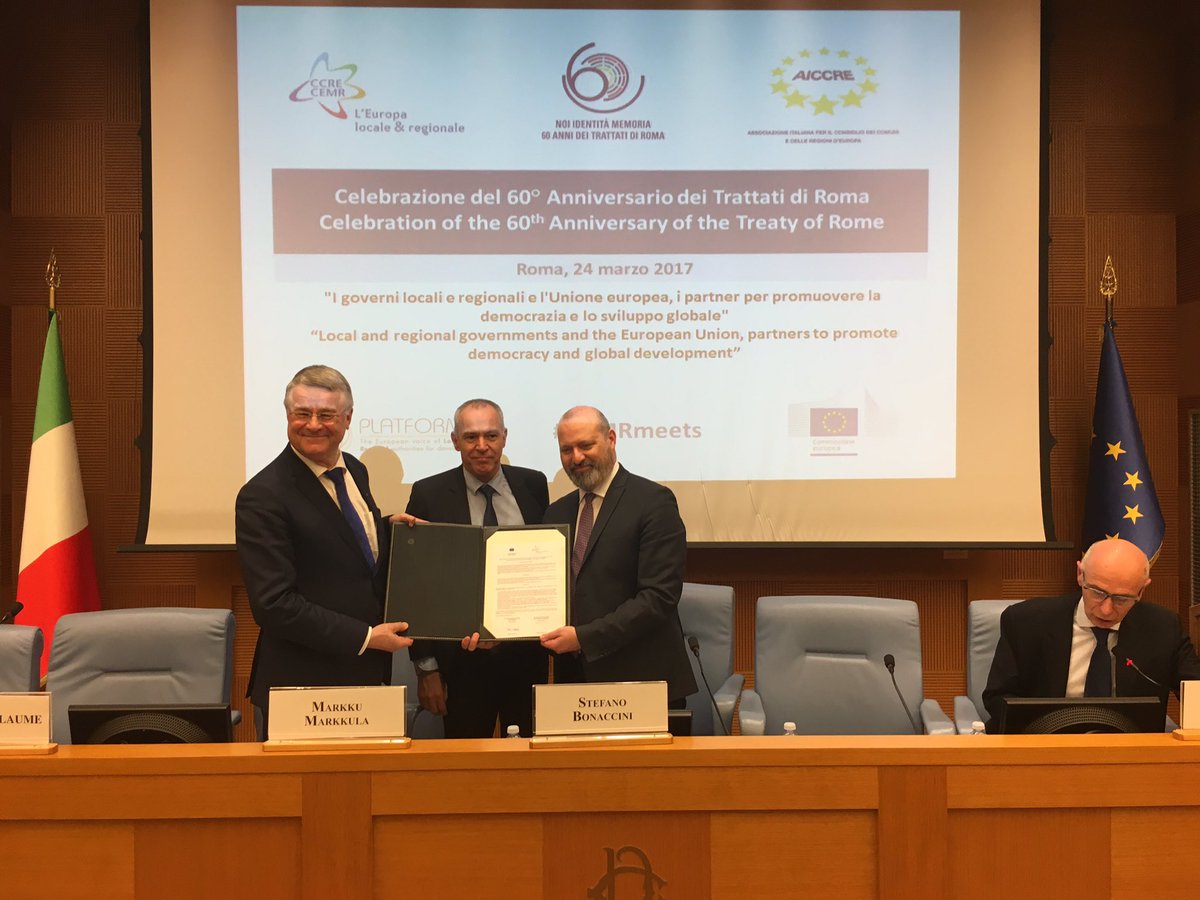 CCRE
CEMR
L'Europa
locale & regionale
60
NOI IDENTITÀ MEMORIA
60 ANNI DEI TRATTATI DI ROMA
AICCRE
ASSOCIAZIONE ITALIANA PER IL CONSIGLIO DEI COMUNI
E DELLE REGIONI D'EUROPA
Celebrazione del 60° Anniversario dei Trattati di Roma
Celebration of the 60th Anniversary of the Treaty of Rome
Roma, 24 marzo 2017
"I governi locali e regionali e l'Unione europea, i partner per promuovere la
democrazia e lo sviluppo globale"
“Local and regional governments and the European Union, partners to promote
democracy and global development”
PLATFOR
The European voice of
Rmeets
Commissione
europea
LAUME
MARKKU
MARKKULA
STEFANO
BONACCINI